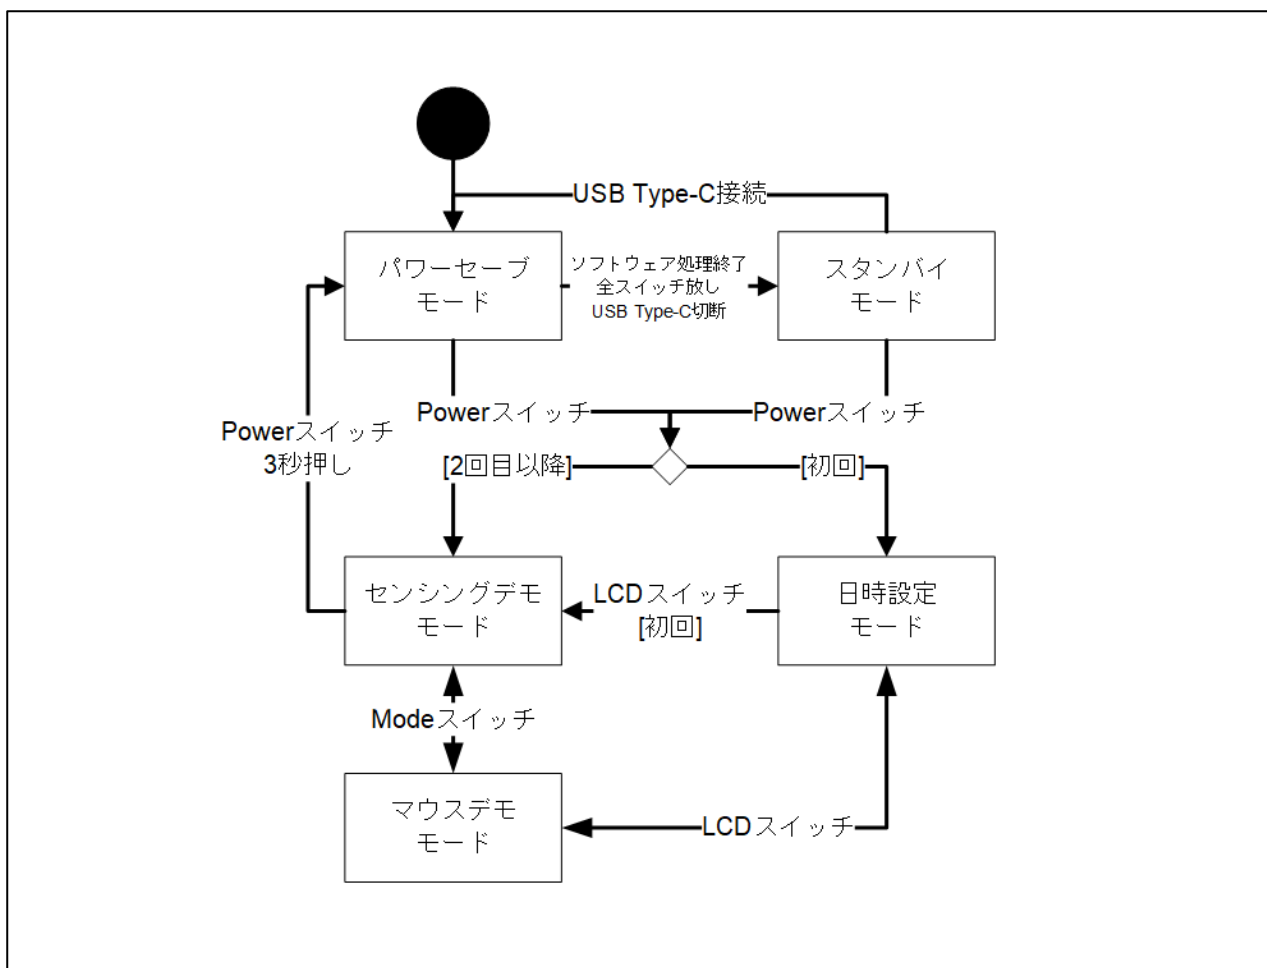 USB Type-C接続
パワーセーブ
モード
ソフトウェア処理終了
全スイッチ放し
USB Type-C切断
スタンバイ
モード
Powerスイッチ
Powerスイッチ
Powerスイッチ
3秒押し
[2回目以降]
[初回]
センシングデモ
モード
LCDスイッチ
[初回]
日時設定
モード
Modeスイッチ
マウスデモ
モード
LCDスイッチ